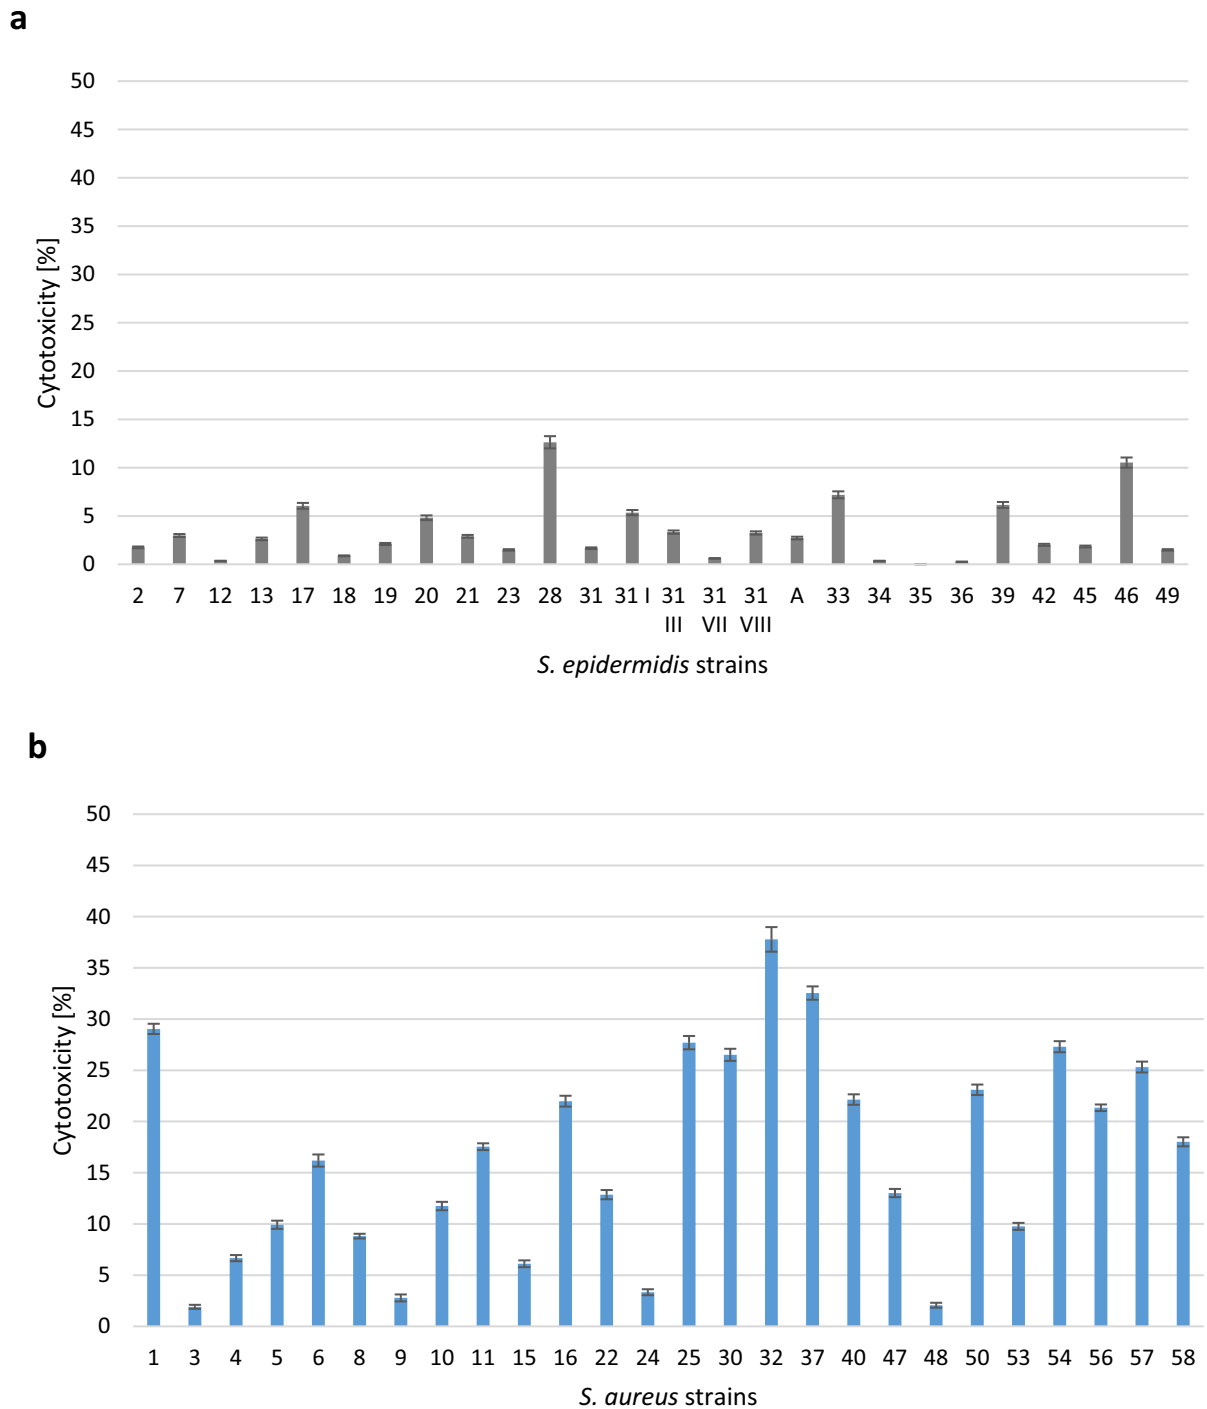 a
50
45
40
35
30
25
20
15
10
5
0
Cytotoxicity [%]
2 7 12 13 17 18 19 20 21 23 28 31 31 I 31 31 31 A 33 34 35 36 39 42 45 46 49
III VII VIII
S. epidermidis strains
b
50
45
40
35
30
25
20
15
10
5
0
Cytotoxicity [%]
1 3 4 5 6 8 9 10 11 15 16 22 24 25 30 32 37 40 47 48 50 53 54 56 57 58
S. aureus strains